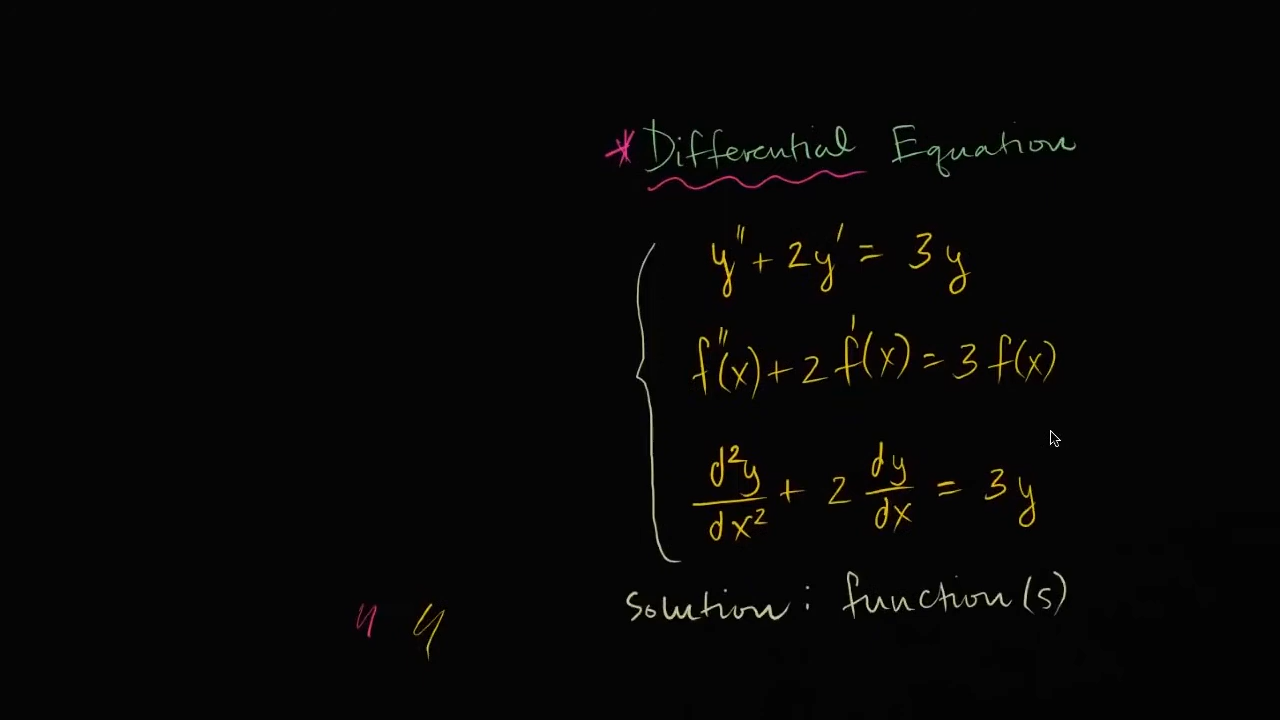 * Differential Equation
y'' + 2y' = 3y
f''(x) + 2f'(x) = 3f(x)
d²y/dx² + 2 dy/dx = 3y
solution : function(s)
y y